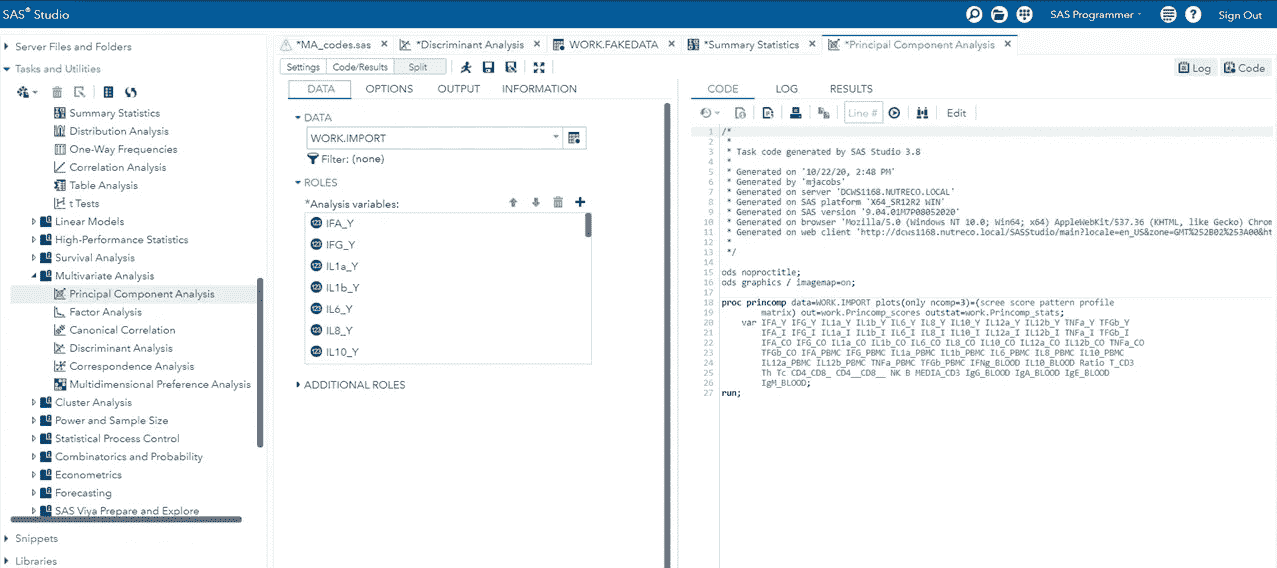 SAS® Studio
SAS Programmer
Sign Out
Server Files and Folders
Tasks and Utilities
Summary Statistics
Distribution Analysis
One-Way Frequencies
Correlation Analysis
Table Analysis
t Tests
Linear Models
High-Performance Statistics
Survival Analysis
Multivariate Analysis
Principal Component Analysis
Factor Analysis
Canonical Correlation
Discriminant Analysis
Correspondence Analysis
Multidimensional Preference Analysis
Cluster Analysis
Power and Sample Size
Statistical Process Control
Combinatorics and Probability
Econometrics
Forecasting
SAS Viya Prepare and Explore
Snippets
Libraries
*MA_codes.sas
*Discriminant Analysis
WORK.FAKEDATA
*Summary Statistics
*Principal Component Analysis
Settings Code/Results Split
Log Code
DATA OPTIONS OUTPUT INFORMATION
DATA
WORK.IMPORT
Filter: (none)
ROLES
*Analysis variables:
IFA_Y
IFG_Y
IL1a_Y
IL1b_Y
IL6_Y
IL8_Y
IL10_Y
ADDITIONAL ROLES
CODE LOG RESULTS
Line # Edit
1 /*
2 *
3 * Task code generated by SAS Studio 3.8
4 *
5 * Generated on '10/22/20, 2:48 PM'
6 * Generated by 'mjacobs'
7 * Generated on server 'DCWS1168.NUTRECO.LOCAL'
8 * Generated on SAS platform 'X64_SR12R2 WIN'
9 * Generated on SAS version '9.04.01M7P08052020'
10 * Generated on browser 'Mozilla/5.0 (Windows NT 10.0; Win64; x64) AppleWebKit/537.36 (KHTML, like Gecko) Chrom
11 * Generated on web client 'http://dcws1168.nutreco.local/SASStudio/main?locale=en_US&zone=GMT%252B02%253A00&ht
12 *
13 */
14
15 ods noproctitle;
16 ods graphics / imagemap=on;
17
18 proc princomp data=WORK.IMPORT plots(only ncomp=3)=(scree score pattern profile
19 matrix) out=work.Princomp_scores outstat=work.Princomp_stats;
20 var IFA_Y IFG_Y IL1a_Y IL1b_Y IL6_Y IL8_Y IL10_Y IL12a_Y IL12b_Y TNFa_Y TFGb_Y
21 IFA_I IFG_I IL1a_I IL1b_I IL6_I IL8_I IL10_I IL12a_I IL12b_I TNFa_I TFGb_I
22 IFA_CO IFG_CO IL1a_CO IL1b_CO IL6_CO IL8_CO IL10_CO IL12a_CO IL12b_CO TNFa_CO
23 TFGb_CO IFA_PBMC IFG_PBMC IL1a_PBMC IL1b_PBMC IL6_PBMC IL8_PBMC IL10_PBMC
24 IL12a_PBMC IL12b_PBMC TNFa_PBMC TFGb_PBMC IFNg_BLOOD IL10_BLOOD Ratio T_CD3
25 Th Tc CD4_CD8_ CD4__CD8__ NK B MEDIA_CD3 IgG_BLOOD IgA_BLOOD IgE_BLOOD
26 IgM_BLOOD;
27 run;